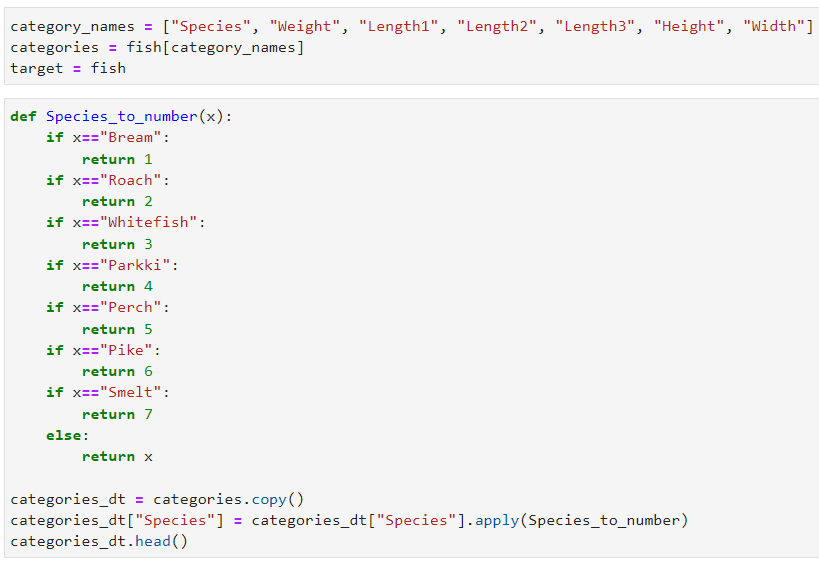 category_names = ["Species", "Weight", "Length1", "Length2", "Length3", "Height", "Width"]
categories = fish[category_names]
target = fish
def Species_to_number(x):
    if x=="Bream":
        return 1
    if x=="Roach":
        return 2
    if x=="Whitefish":
        return 3
    if x=="Parkki":
        return 4
    if x=="Perch":
        return 5
    if x=="Pike":
        return 6
    if x=="Smelt":
        return 7
    else:
        return x
categories_dt = categories.copy()
categories_dt["Species"] = categories_dt["Species"].apply(Species_to_number)
categories_dt.head()